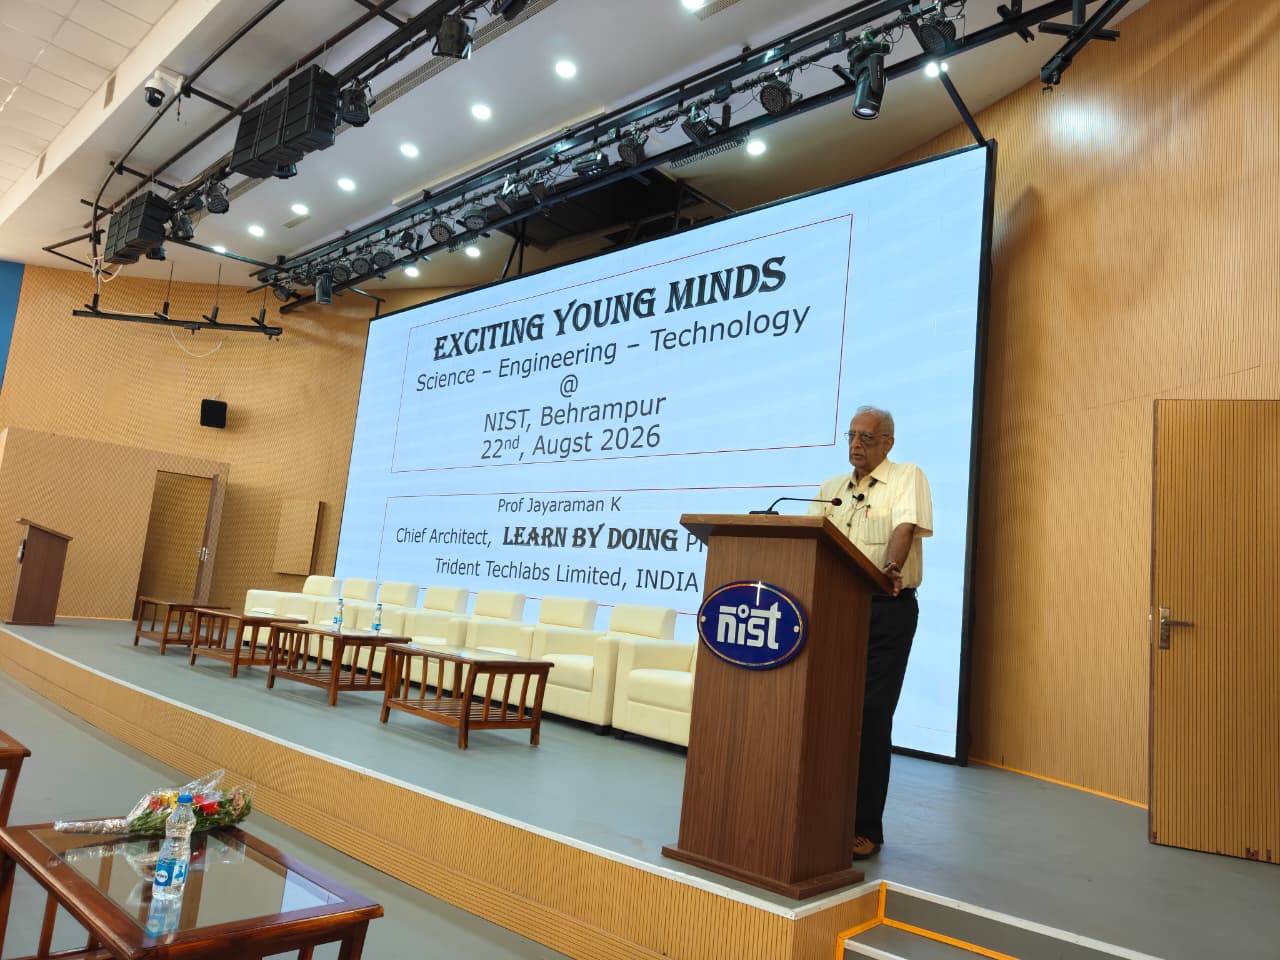 EXCITING YOUNG MINDS
Science – Engineering – Technology
@
NIST, Behrampur
22nd, Augst 2026
Prof Jayaraman K
Chief Architect, LEARN BY DOING
Trident Techlabs Limited, INDIA
nist